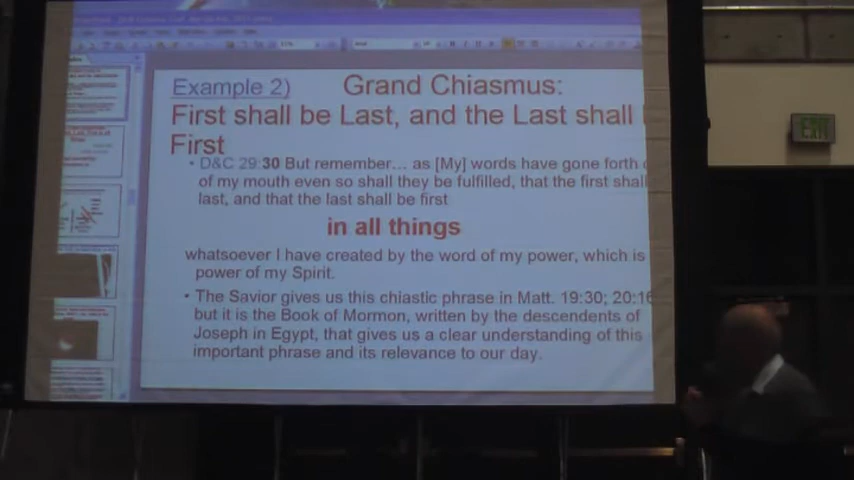 Example 2) Grand Chiasmus:
First shall be Last, and the Last shall
First
• D&C 29:30 But remember... as [My] words have gone forth
of my mouth even so shall they be fulfilled, that the first shall
last, and that the last shall be first
in all things
whatsoever I have created by the word of my power, which is
power of my Spirit.
• The Savior gives us this chiastic phrase in Matt. 19:30; 20:16
but it is the Book of Mormon, written by the descendents of
Joseph in Egypt, that gives us a clear understanding of this
important phrase and its relevance to our day.
EXIT